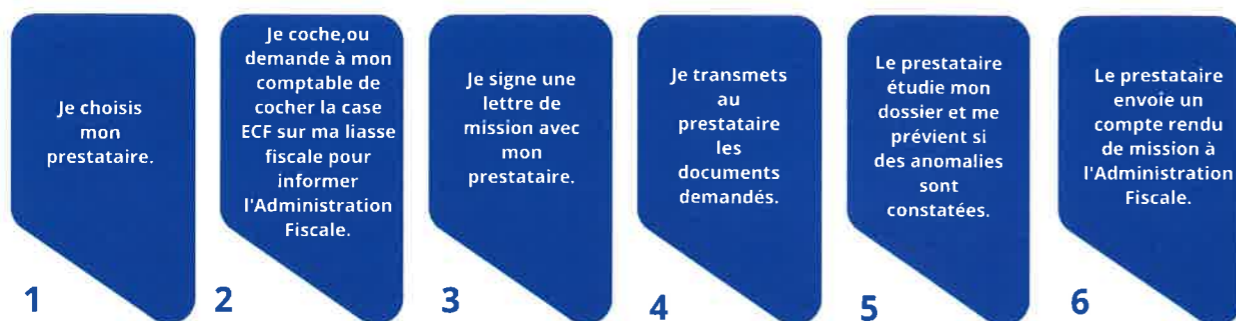 Je choisis
mon
prestataire.
1
Je coche,ou
demande à mon
comptable de
cocher la case
ECF sur ma liasse
fiscale pour
informer
l'Administration
Fiscale.
2
Je signe une
lettre de
mission avec
mon
prestataire.
3
Je transmets
au
prestataire
les
documents
demandés.
4
Le prestataire
étudie mon
dossier et me
prévient si
des anomalies
sont
constatées.
5
Le prestataire
envoie un
compte rendu
de mission à
l'Administration
Fiscale.
6